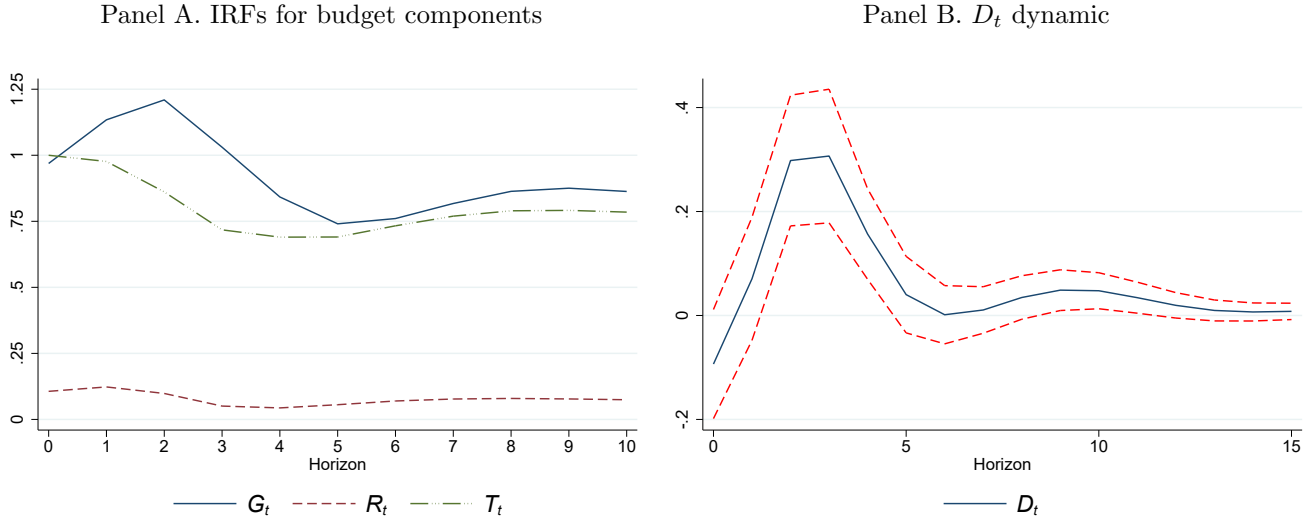 Panel A. IRFs for budget components
1.25
1
.75
.5
.25
0
0 1 2 3 4 5 6 7 8 9 10
Horizon
Gt Rt Tt
Panel B. Dt dynamic
.4
.2
0
-.2
0 5 10 15
Horizon
Dt